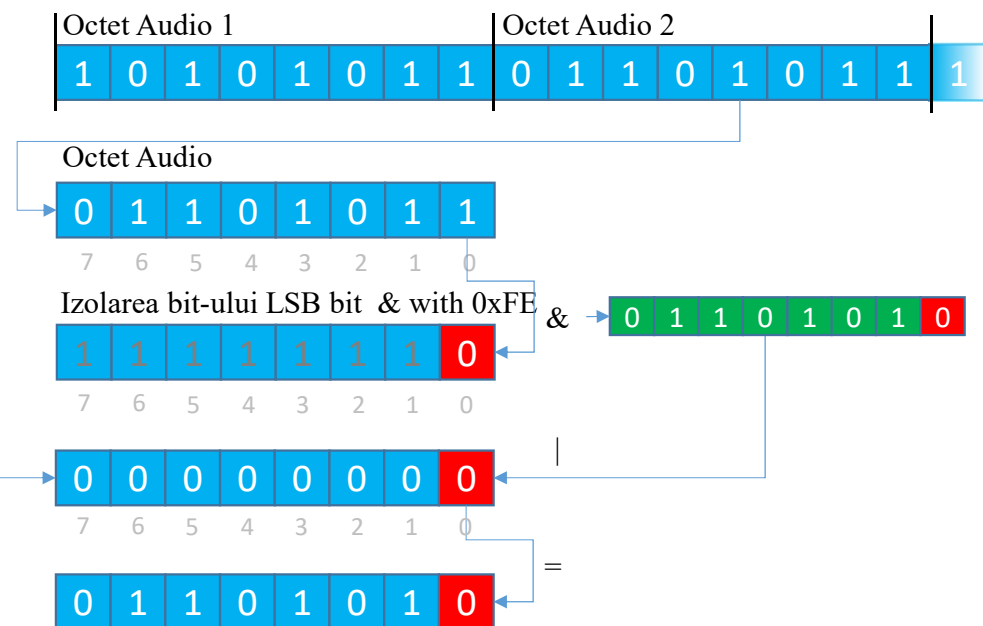 Octet Audio 1 Octet Audio 2
1 0 1 0 1 0 1 1 0 1 1 0 1 0 1 1 1
Octet Audio
0 1 1 0 1 0 1 1
7 6 5 4 3 2 1 0
Izolarea bit-ului LSB bit & with 0xFE
& 0 1 1 0 1 0 1 0
1 1 1 1 1 1 1 0
7 6 5 4 3 2 1 0
|
0 0 0 0 0 0 0 0
7 6 5 4 3 2 1 0
=
0 1 1 0 1 0 1 0